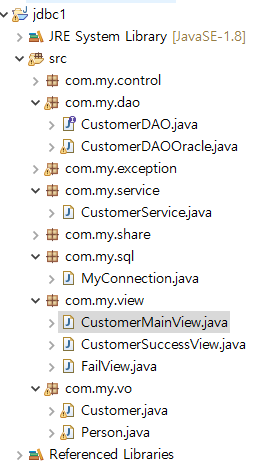 jdbc1
JRE System Library [JavaSE-1.8]
src
com.my.control
com.my.dao
CustomerDAO.java
CustomerDAOOracle.java
com.my.exception
com.my.service
CustomerService.java
com.my.share
com.my.sql
MyConnection.java
com.my.view
CustomerMainView.java
CustomerSuccessView.java
FailView.java
com.my.vo
Customer.java
Person.java
Referenced Libraries